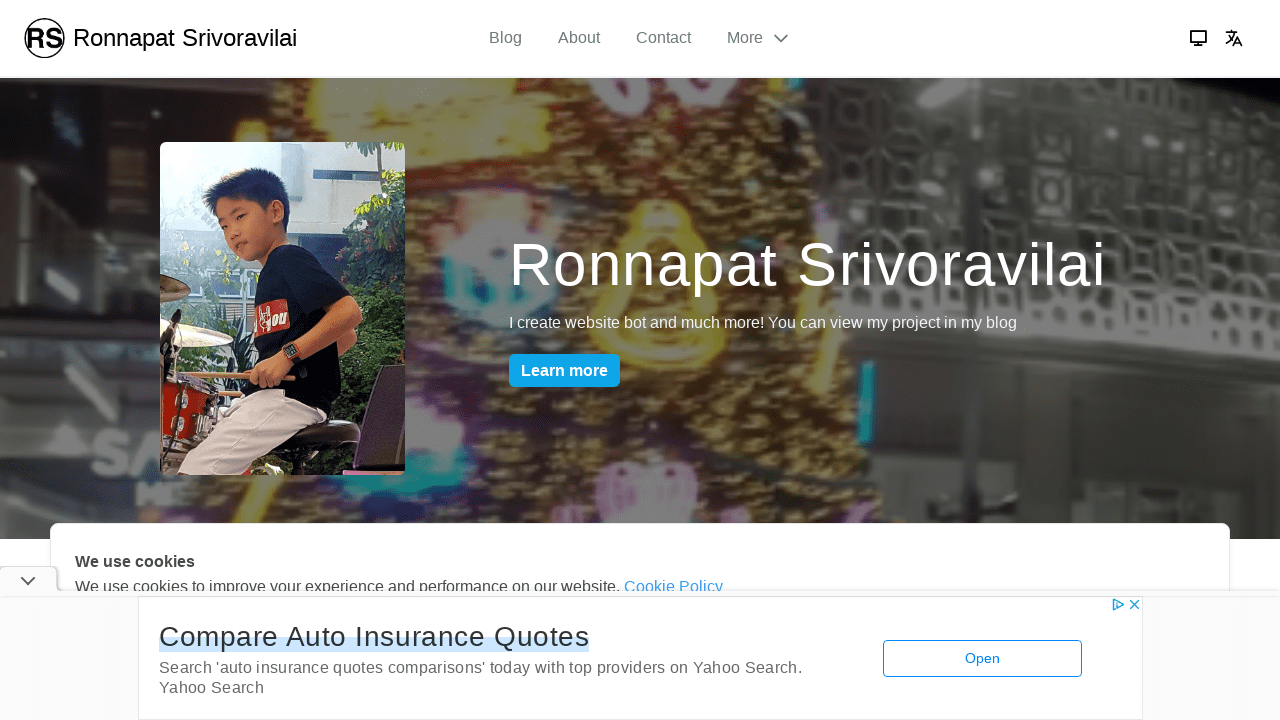 RS Ronnapat Srivoravilai
Blog
About
Contact
More
Ronnapat Srivoravilai
I create website bot and much more! You can view my project in my blog
Learn more
We use cookies
We use cookies to improve your experience and performance on our website. Cookie Policy
Compare Auto Insurance Quotes
Search 'auto insurance quotes comparisons' today with top providers on Yahoo Search.
Yahoo Search
Open